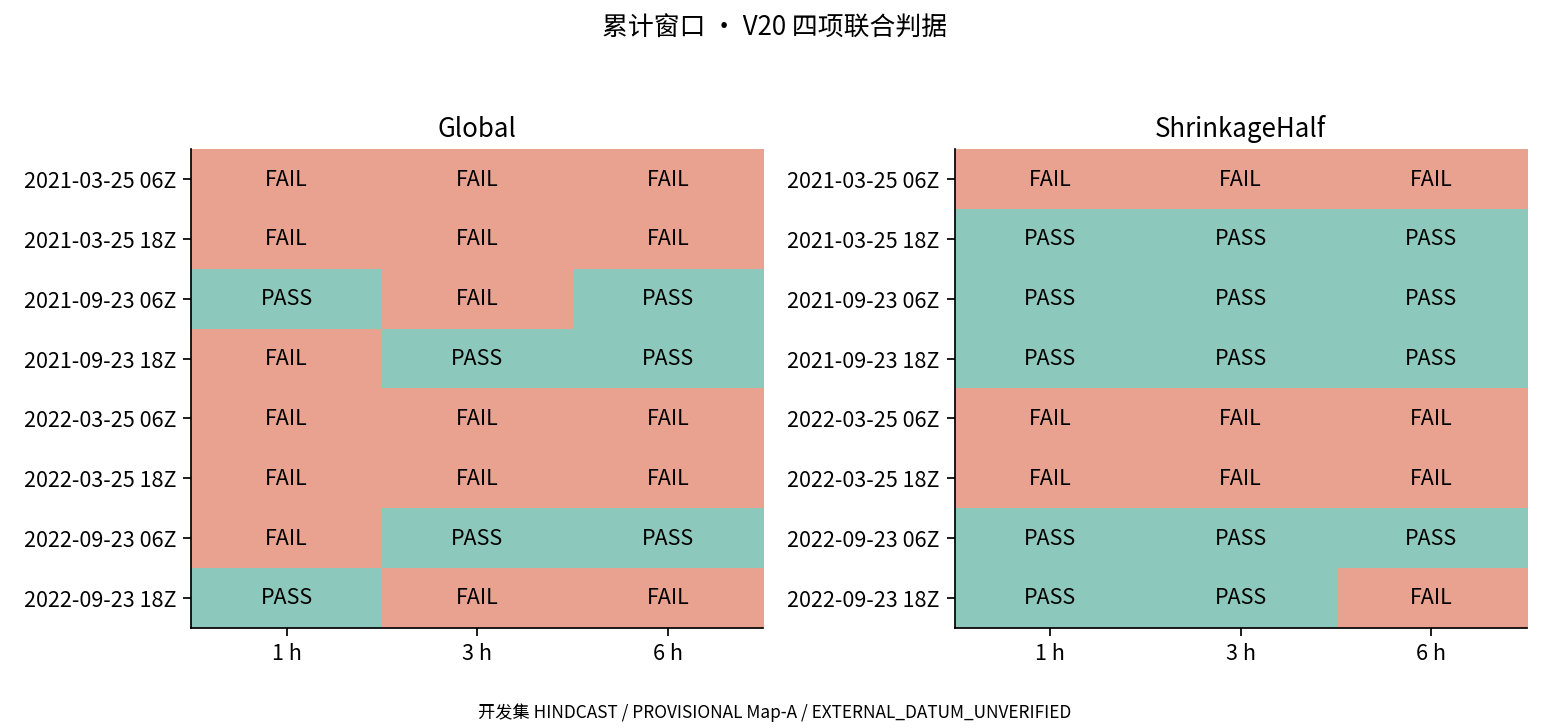 累计窗口 • V20 四项联合判据
Global
2021-03-25 06Z FAIL FAIL FAIL
2021-03-25 18Z FAIL FAIL FAIL
2021-09-23 06Z PASS FAIL PASS
2021-09-23 18Z FAIL PASS PASS
2022-03-25 06Z FAIL FAIL FAIL
2022-03-25 18Z FAIL FAIL FAIL
2022-09-23 06Z FAIL PASS PASS
2022-09-23 18Z PASS FAIL FAIL
1 h 3 h 6 h
ShrinkageHalf
2021-03-25 06Z FAIL FAIL FAIL
2021-03-25 18Z PASS PASS PASS
2021-09-23 06Z PASS PASS PASS
2021-09-23 18Z PASS PASS PASS
2022-03-25 06Z FAIL FAIL FAIL
2022-03-25 18Z FAIL FAIL FAIL
2022-09-23 06Z PASS PASS PASS
2022-09-23 18Z PASS PASS FAIL
1 h 3 h 6 h
开发集 HINDCAST / PROVISIONAL Map-A / EXTERNAL_DATUM_UNVERIFIED